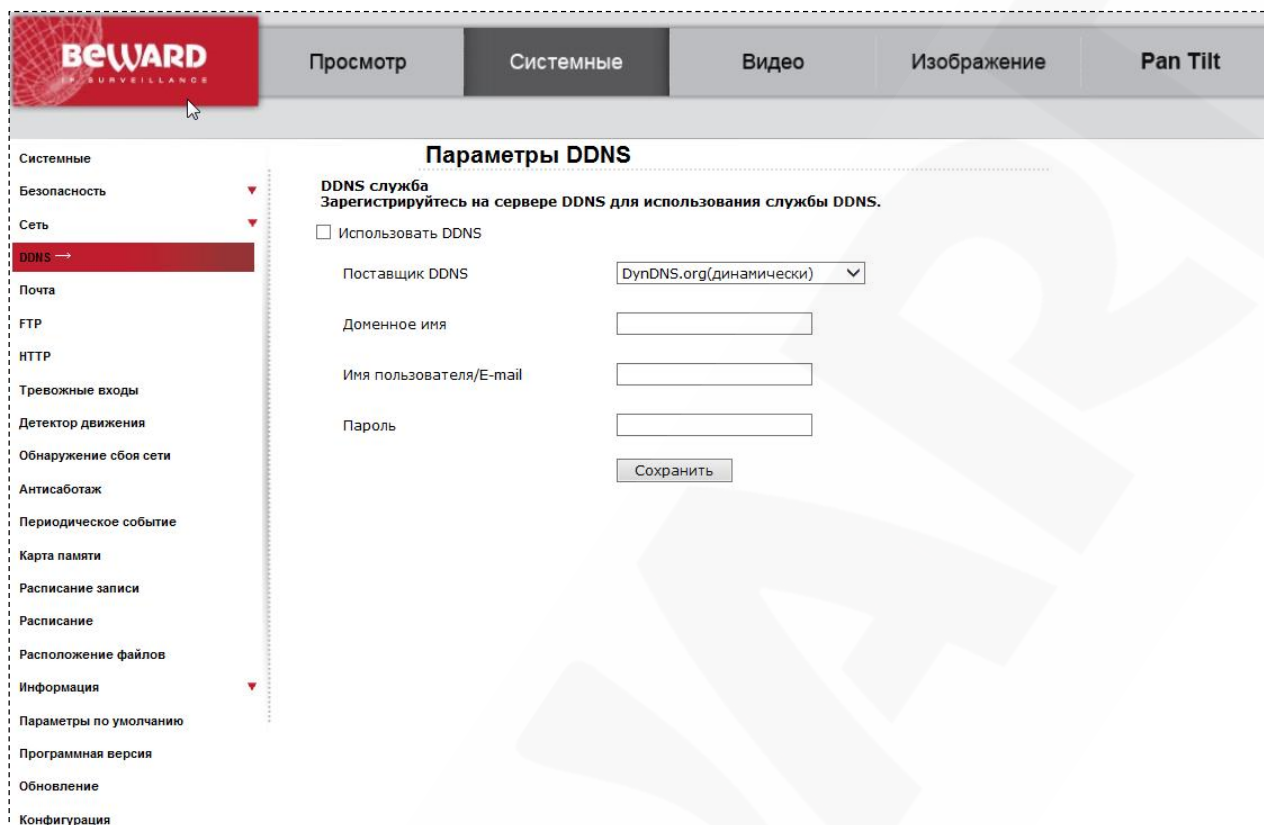 BEWARD
IP SURVEILLANCE
Просмотр
Системные
Видео
Изображение
Pan Tilt
Системные
Безопасность
Сеть
DDNS →
Почта
FTP
HTTP
Тревожные входы
Детектор движения
Обнаружение сбоя сети
Антисаботаж
Периодическое событие
Карта памяти
Расписание записи
Расписание
Расположение файлов
Информация
Параметры по умолчанию
Программная версия
Обновление
Конфигурация
Параметры DDNS
DDNS служба
Зарегистрируйтесь на сервере DDNS для использования службы DDNS.
Использовать DDNS
Поставщик DDNS
DynDNS.org(динамически)
Доменное имя
Имя пользователя/E-mail
Пароль
Сохранить